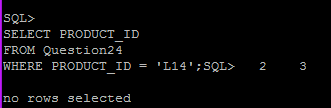 SQL>
SELECT PRODUCT_ID
FROM Question24
WHERE PRODUCT_ID = 'L14';SQL>    2    3

no rows selected